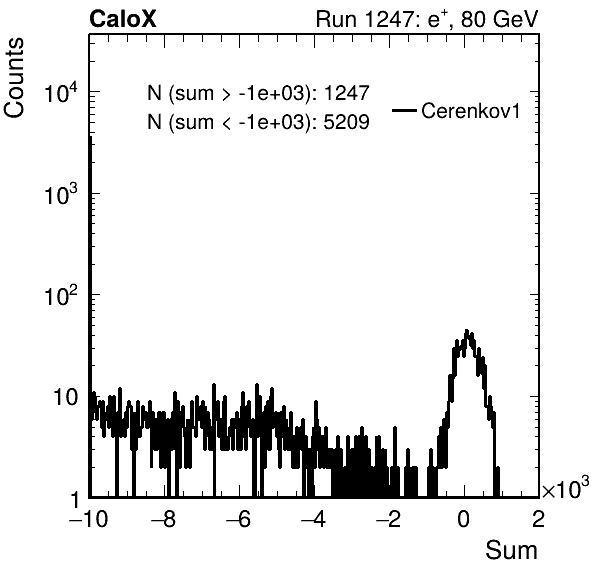 CaloX Run 1247: e⁺, 80 GeV
Counts
N (sum > -1e+03): 1247
N (sum < -1e+03): 5209
Cerenkov1
10⁴
10³
10²
10
1
−10 −8 −6 −4 −2 0 2
×10³
Sum